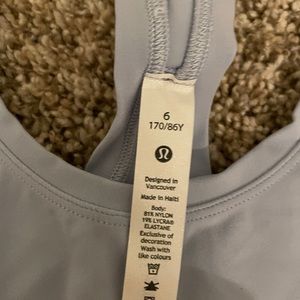 6
170/86Y
Designed in
Vancouver
Made in Haiti
Body:
81% NYLON
19% LYCRA®
ELASTANE
Exclusive of
decoration
Wash with
like colours